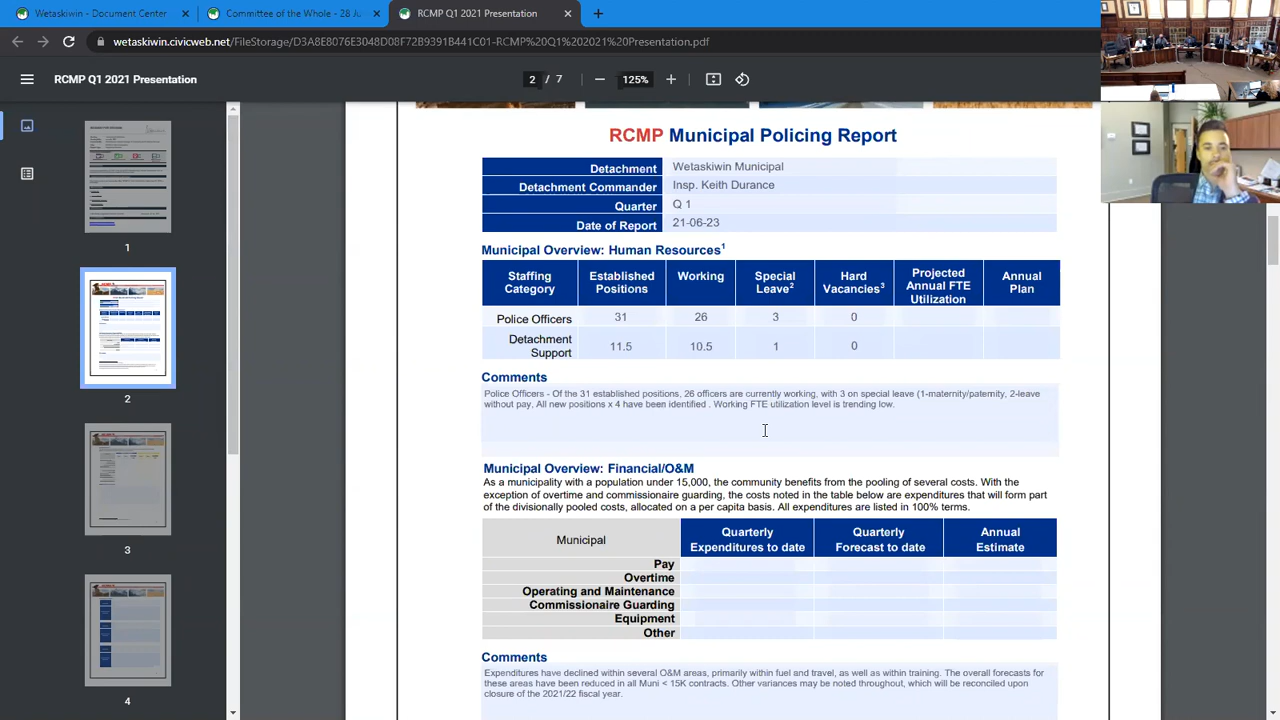 Wetaskiwin - Document Center
Committee of the Whole - 28 Ju
RCMP Q1 2021 Presentation
wetaskiwin.civicweb.net/FileStorage/D3A8E8076E3048D08F72B9391B441C01-RCMP%20Q1%202021%20Presentation.pdf
RCMP Q1 2021 Presentation
2 / 7
125%
1
2
3
4
RCMP Municipal Policing Report
Detachment Wetaskiwin Municipal
Detachment Commander Insp. Keith Durance
Quarter Q 1
Date of Report 21-06-23
Municipal Overview: Human Resources¹
Staffing Category Established Positions Working Special Leave² Hard Vacancies³ Projected Annual FTE Utilization Annual Plan
Police Officers 31 26 3 0
Detachment Support 11.5 10.5 1 0
Comments
Police Officers - Of the 31 established positions, 26 officers are currently working, with 3 on special leave (1-maternity/paternity, 2-leave
without pay, All new positions x 4 have been identified . Working FTE utilization level is trending low.
Municipal Overview: Financial/O&M
As a municipality with a population under 15,000, the community benefits from the pooling of several costs. With the
exception of overtime and commissionaire guarding, the costs noted in the table below are expenditures that will form part
of the divisionally pooled costs, allocated on a per capita basis. All expenditures are listed in 100% terms.
Municipal Quarterly Expenditures to date Quarterly Forecast to date Annual Estimate
Pay
Overtime
Operating and Maintenance
Commissionaire Guarding
Equipment
Other
Comments
Expenditures have declined within several O&M areas, primarily within fuel and travel, as well as within training. The overall forecasts for
these areas have been reduced in all Muni < 15K contracts. Other variances may be noted throughout, which will be reconciled upon
closure of the 2021/22 fiscal year.